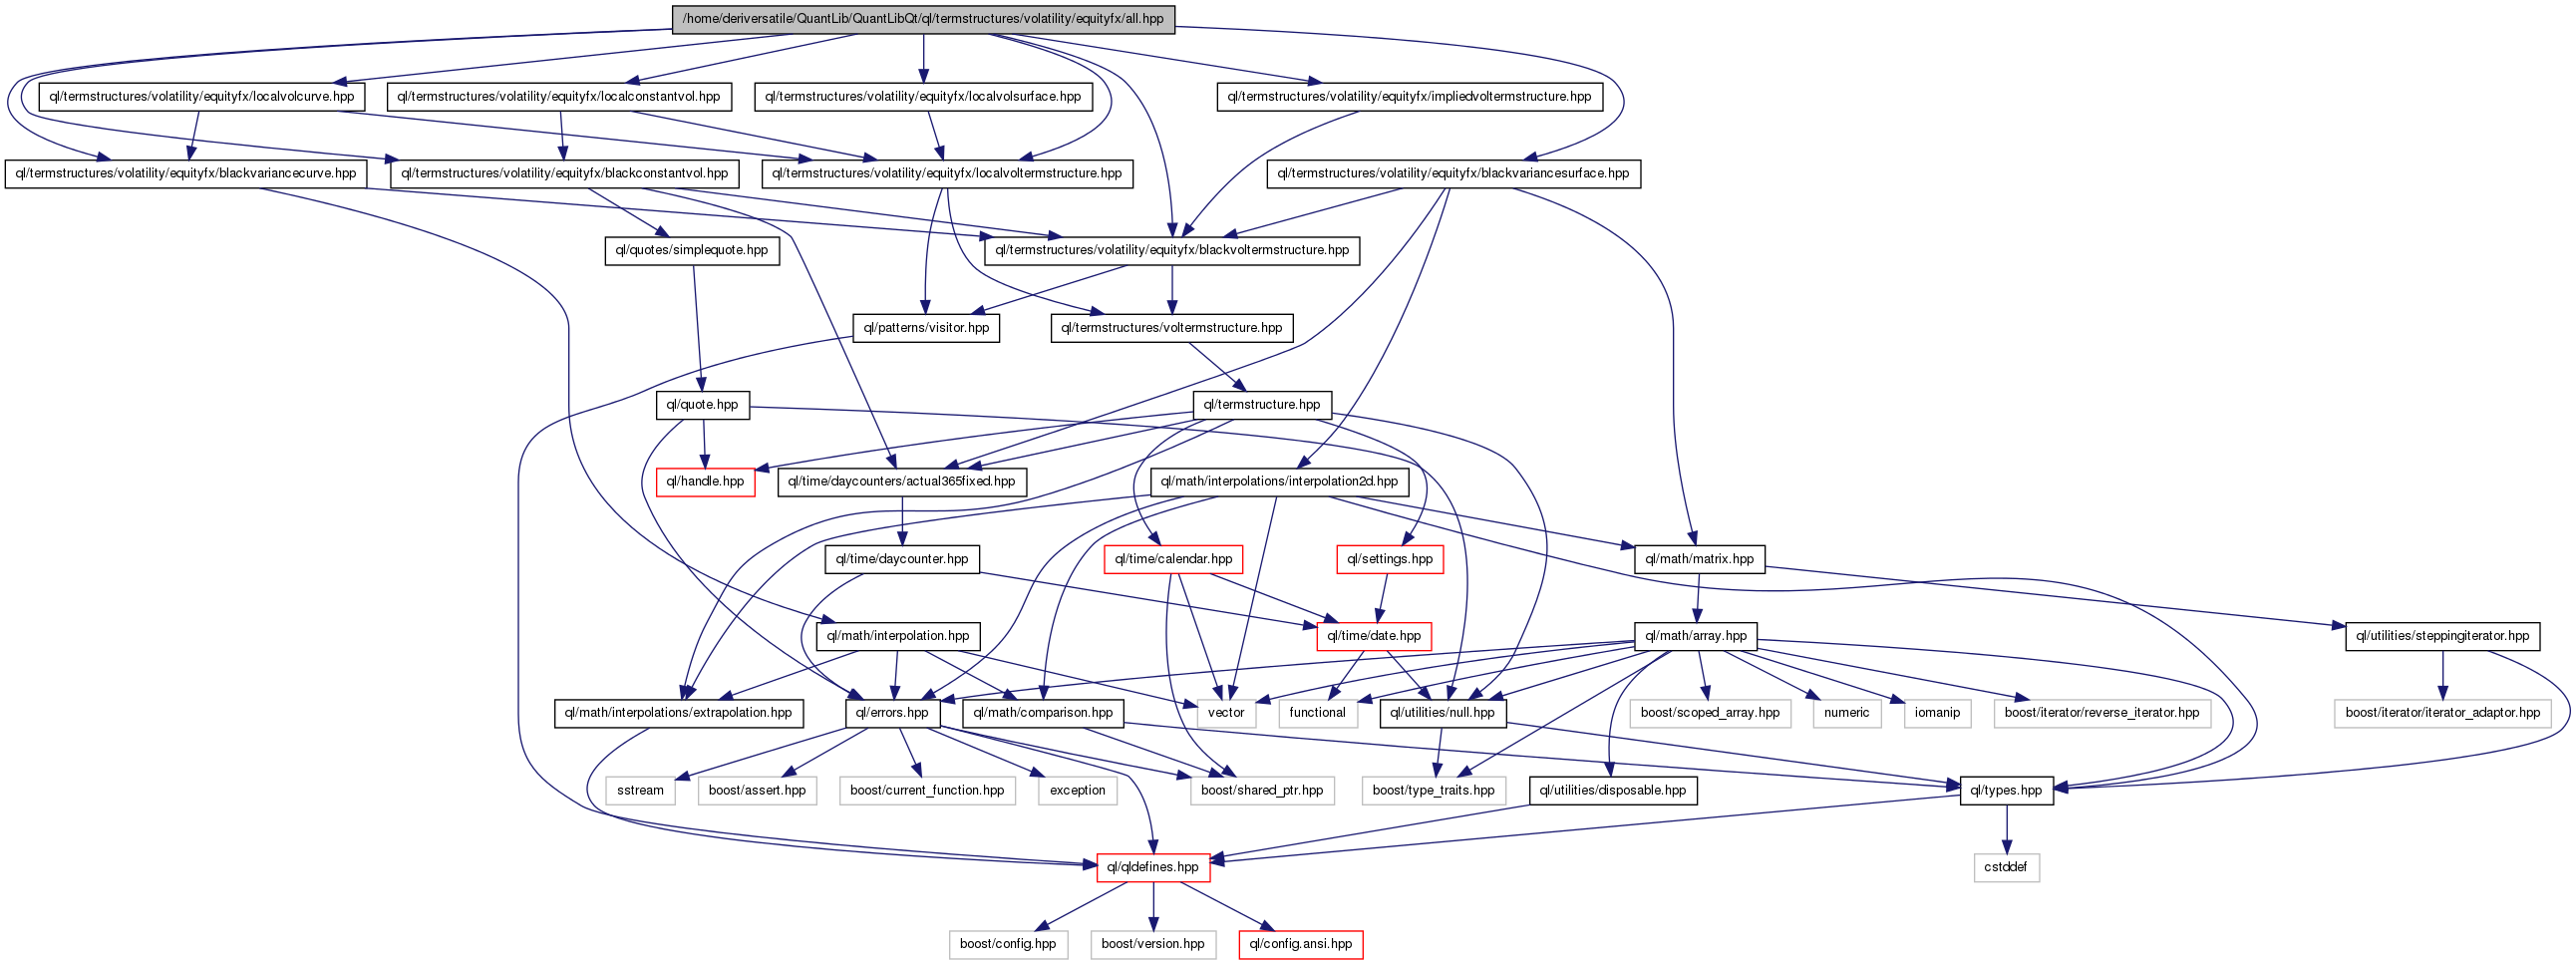 /home/deriversatile/QuantLib/QuantLibQt/ql/termstructures/volatility/equityfx/all.hpp
ql/termstructures/volatility/equityfx/localvolcurve.hpp
ql/termstructures/volatility/equityfx/localconstantvol.hpp
ql/termstructures/volatility/equityfx/localvolsurface.hpp
ql/termstructures/volatility/equityfx/impliedvoltermstructure.hpp
ql/termstructures/volatility/equityfx/blackvariancecurve.hpp
ql/termstructures/volatility/equityfx/blackconstantvol.hpp
ql/termstructures/volatility/equityfx/localvoltermstructure.hpp
ql/termstructures/volatility/equityfx/blackvariancesurface.hpp
ql/quotes/simplequote.hpp
ql/termstructures/volatility/equityfx/blackvoltermstructure.hpp
ql/patterns/visitor.hpp
ql/termstructures/voltermstructure.hpp
ql/quote.hpp
ql/termstructure.hpp
ql/handle.hpp
ql/time/daycounters/actual365fixed.hpp
ql/math/interpolations/interpolation2d.hpp
ql/time/daycounter.hpp
ql/time/calendar.hpp
ql/settings.hpp
ql/math/matrix.hpp
ql/math/interpolation.hpp
ql/time/date.hpp
ql/math/array.hpp
ql/utilities/steppingiterator.hpp
ql/math/interpolations/extrapolation.hpp
ql/errors.hpp
ql/math/comparison.hpp
vector
functional
ql/utilities/null.hpp
boost/scoped_array.hpp
numeric
iomanip
boost/iterator/reverse_iterator.hpp
boost/iterator/iterator_adaptor.hpp
sstream
boost/assert.hpp
boost/current_function.hpp
exception
boost/shared_ptr.hpp
boost/type_traits.hpp
ql/utilities/disposable.hpp
ql/types.hpp
ql/qldefines.hpp
cstddef
boost/config.hpp
boost/version.hpp
ql/config.ansi.hpp